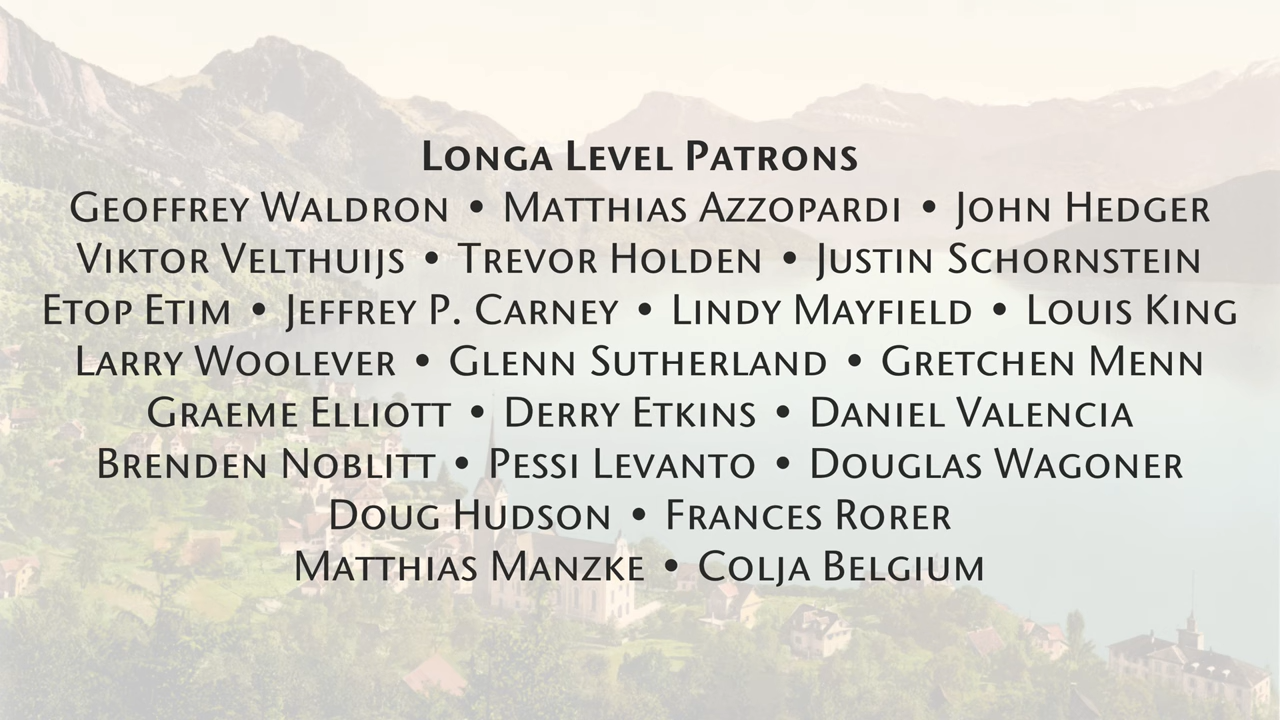 Longa Level Patrons
Geoffrey Waldron • Matthias Azzopardi • John Hedger
Viktor Velthuijs • Trevor Holden • Justin Schornstein
Etop Etim • Jeffrey P. Carney • Lindy Mayfield • Louis King
Larry Woolever • Glenn Sutherland • Gretchen Menn
Graeme Elliott • Derry Etkins • Daniel Valencia
Brenden Noblitt • Pessi Levanto • Douglas Wagoner
Doug Hudson • Frances Rorer
Matthias Manzke • Colja Belgium